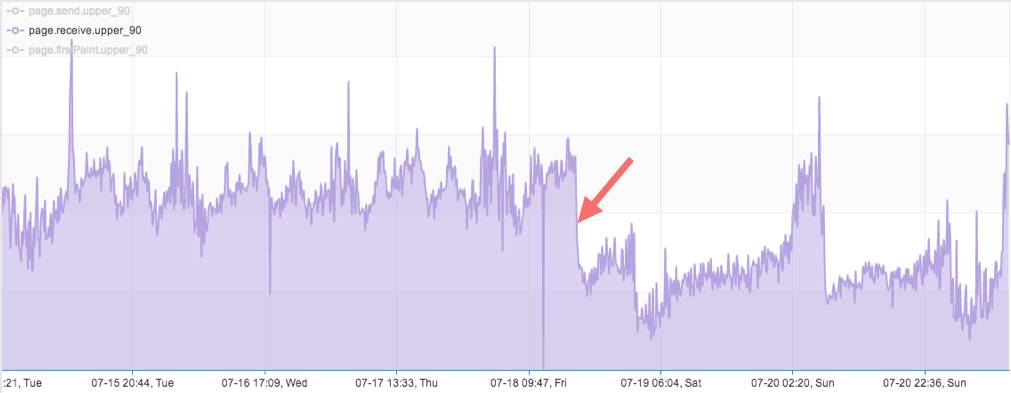 page.send.upper_90
page.receive.upper_90
page.firstPaint.upper_90
:21, Tue 07-15 20:44, Tue 07-16 17:09, Wed 07-17 13:33, Thu 07-18 09:47, Fri 07-19 06:04, Sat 07-20 02:20, Sun 07-20 22:36, Sun